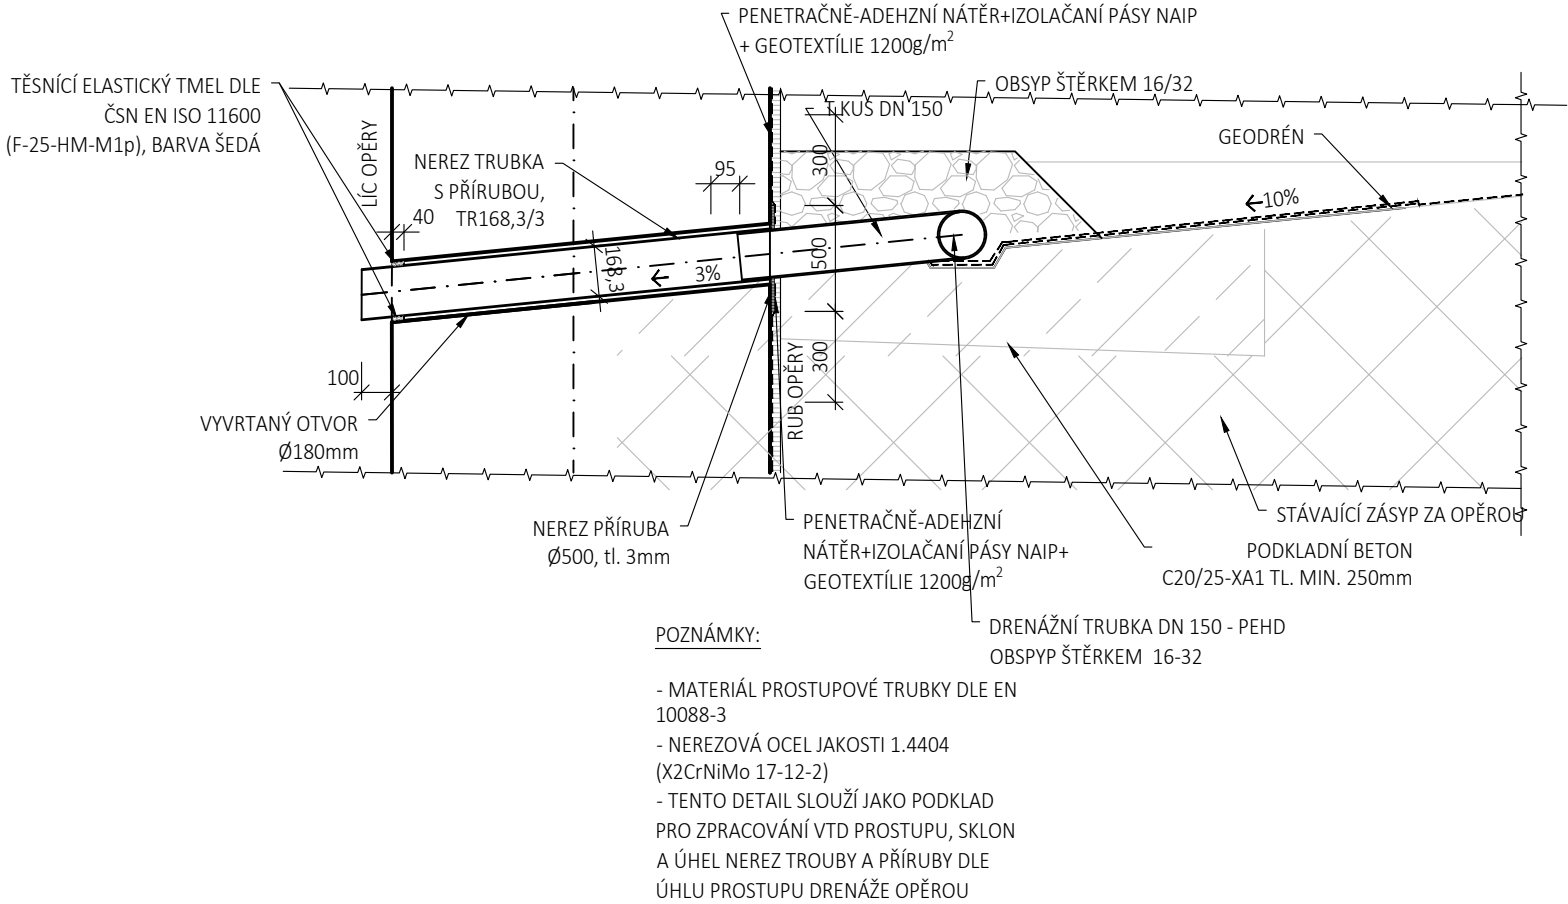 PENETRAČNĚ-ADEHZNÍ NÁTĚR+IZOLAČANÍ PÁSY NAIP
+ GEOTEXTÍLIE 1200g/m²
TĚSNÍCÍ ELASTICKÝ TMEL DLE
ČSN EN ISO 11600
(F-25-HM-M1p), BARVA ŠEDÁ
OBSYP ŠTĚRKEM 16/32
T.KUS DN 150
GEODRÉN
LÍC OPĚRY
NEREZ TRUBKA
S PŘÍRUBOU,
TR168,3/3
95
40
300
10%
500
168,3
3%
300
RUB OPĚRY
100
VYVRTANÝ OTVOR
Ø180mm
NEREZ PŘÍRUBA
Ø500, tl. 3mm
PENETRAČNĚ-ADEHZNÍ
NÁTĚR+IZOLAČANÍ PÁSY NAIP+
GEOTEXTÍLIE 1200g/m²
STÁVAJÍCÍ ZÁSYP ZA OPĚROU
PODKLADNÍ BETON
C20/25-XA1 TL. MIN. 250mm
DRENÁŽNÍ TRUBKA DN 150 - PEHD
OBSPYP ŠTĚRKEM 16-32
POZNÁMKY:
- MATERIÁL PROSTUPOVÉ TRUBKY DLE EN
10088-3
- NEREZOVÁ OCEL JAKOSTI 1.4404
(X2CrNiMo 17-12-2)
- TENTO DETAIL SLOUŽÍ JAKO PODKLAD
PRO ZPRACOVÁNÍ VTD PROSTUPU, SKLON
A ÚHEL NEREZ TROUBY A PŘÍRUBY DLE
ÚHLU PROSTUPU DRENÁŽE OPĚROU